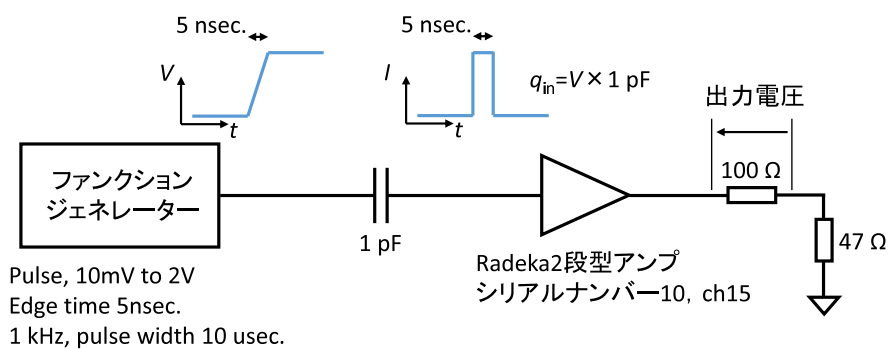 5 nsec.
5 nsec.
V
t
I
t
qin=V×1 pF
出力電圧
ファンクション
ジェネレーター
100 Ω
1 pF
47 Ω
Radeka2段型アンプ
シリアルナンバー10, ch15
Pulse, 10mV to 2V
Edge time 5nsec.
1 kHz, pulse width 10 usec.